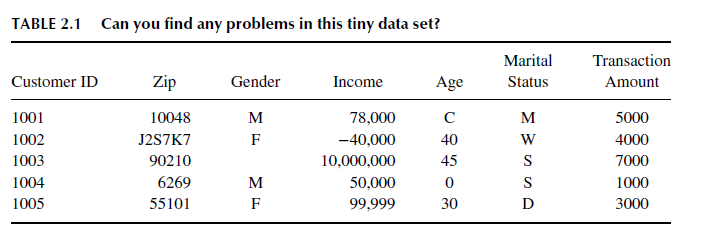 TABLE 2.1 Can you find any problems in this tiny data set?
Marital Transaction
Customer ID Zip Gender Income Age Status Amount
1001 10048 M 78,000 C M 5000
1002 J2S7K7 F −40,000 40 W 4000
1003 90210 10,000,000 45 S 7000
1004 6269 M 50,000 0 S 1000
1005 55101 F 99,999 30 D 3000